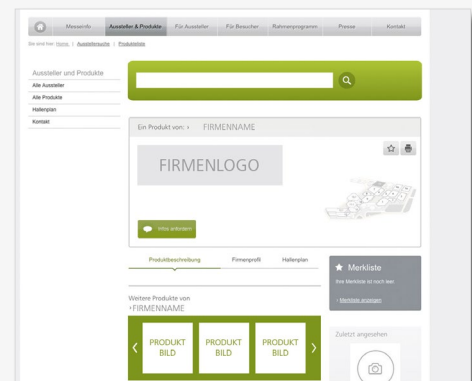 Messeinfo
Aussteller & Produkte
Für Aussteller
Für Besucher
Rahmenprogramm
Presse
Kontakt
Sie sind hier: Home | Ausstellersuche | Produktliste
Aussteller und Produkte
Alle Aussteller
Alle Produkte
Hallenplan
Kontakt
Ein Produkt von: › FIRMENNAME
FIRMENLOGO
Infos anfordern
Produktbeschreibung
Firmenprofil
Hallenplan
Merkliste
Ihre Merkliste ist noch leer.
› Merkliste anzeigen
Weitere Produkte von
›FIRMENNAME
PRODUKT BILD
PRODUKT BILD
PRODUKT BILD
Zuletzt angesehen